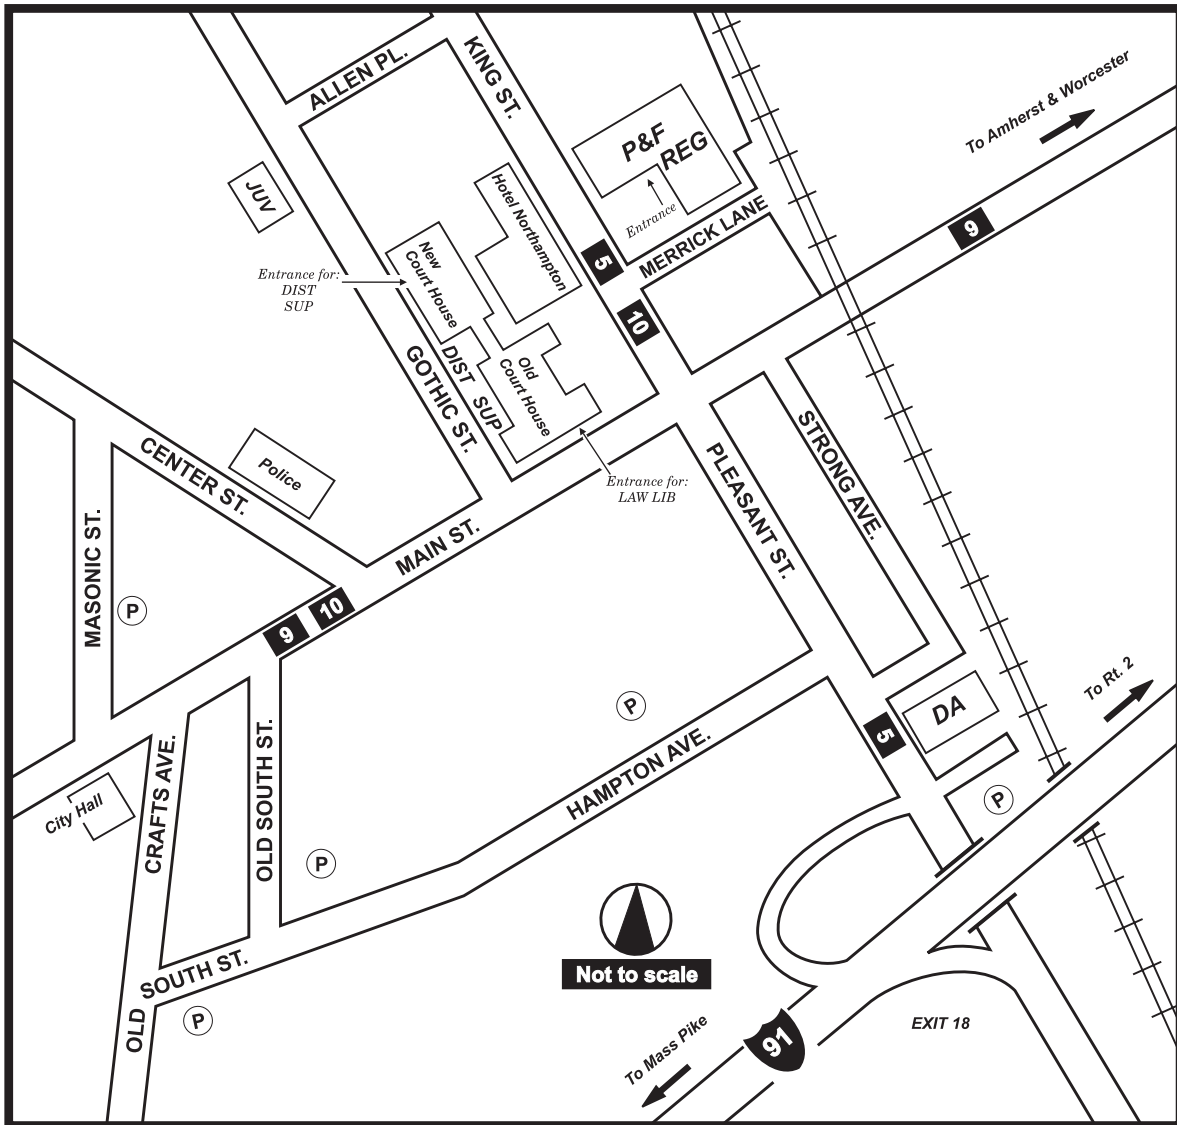 ALLEN PL.
KING ST.
To Amherst & Worcester
P&F
REG
Entrance
JUV
Hotel Northampton
MERRICK LANE
9
5
10
New
Court House
Entrance for:
DIST
SUP
DIST SUP
Old
Court House
GOTHIC ST.
Entrance for:
LAW LIB
CENTER ST.
Police
MAIN ST.
PLEASANT ST.
STRONG AVE.
MASONIC ST.
P
9
10
P
To Rt. 2
DA
5
P
HAMPTON AVE.
City Hall
CRAFTS AVE.
OLD SOUTH ST.
P
Not to scale
OLD
SOUTH ST.
P
91
EXIT 18
To Mass Pike